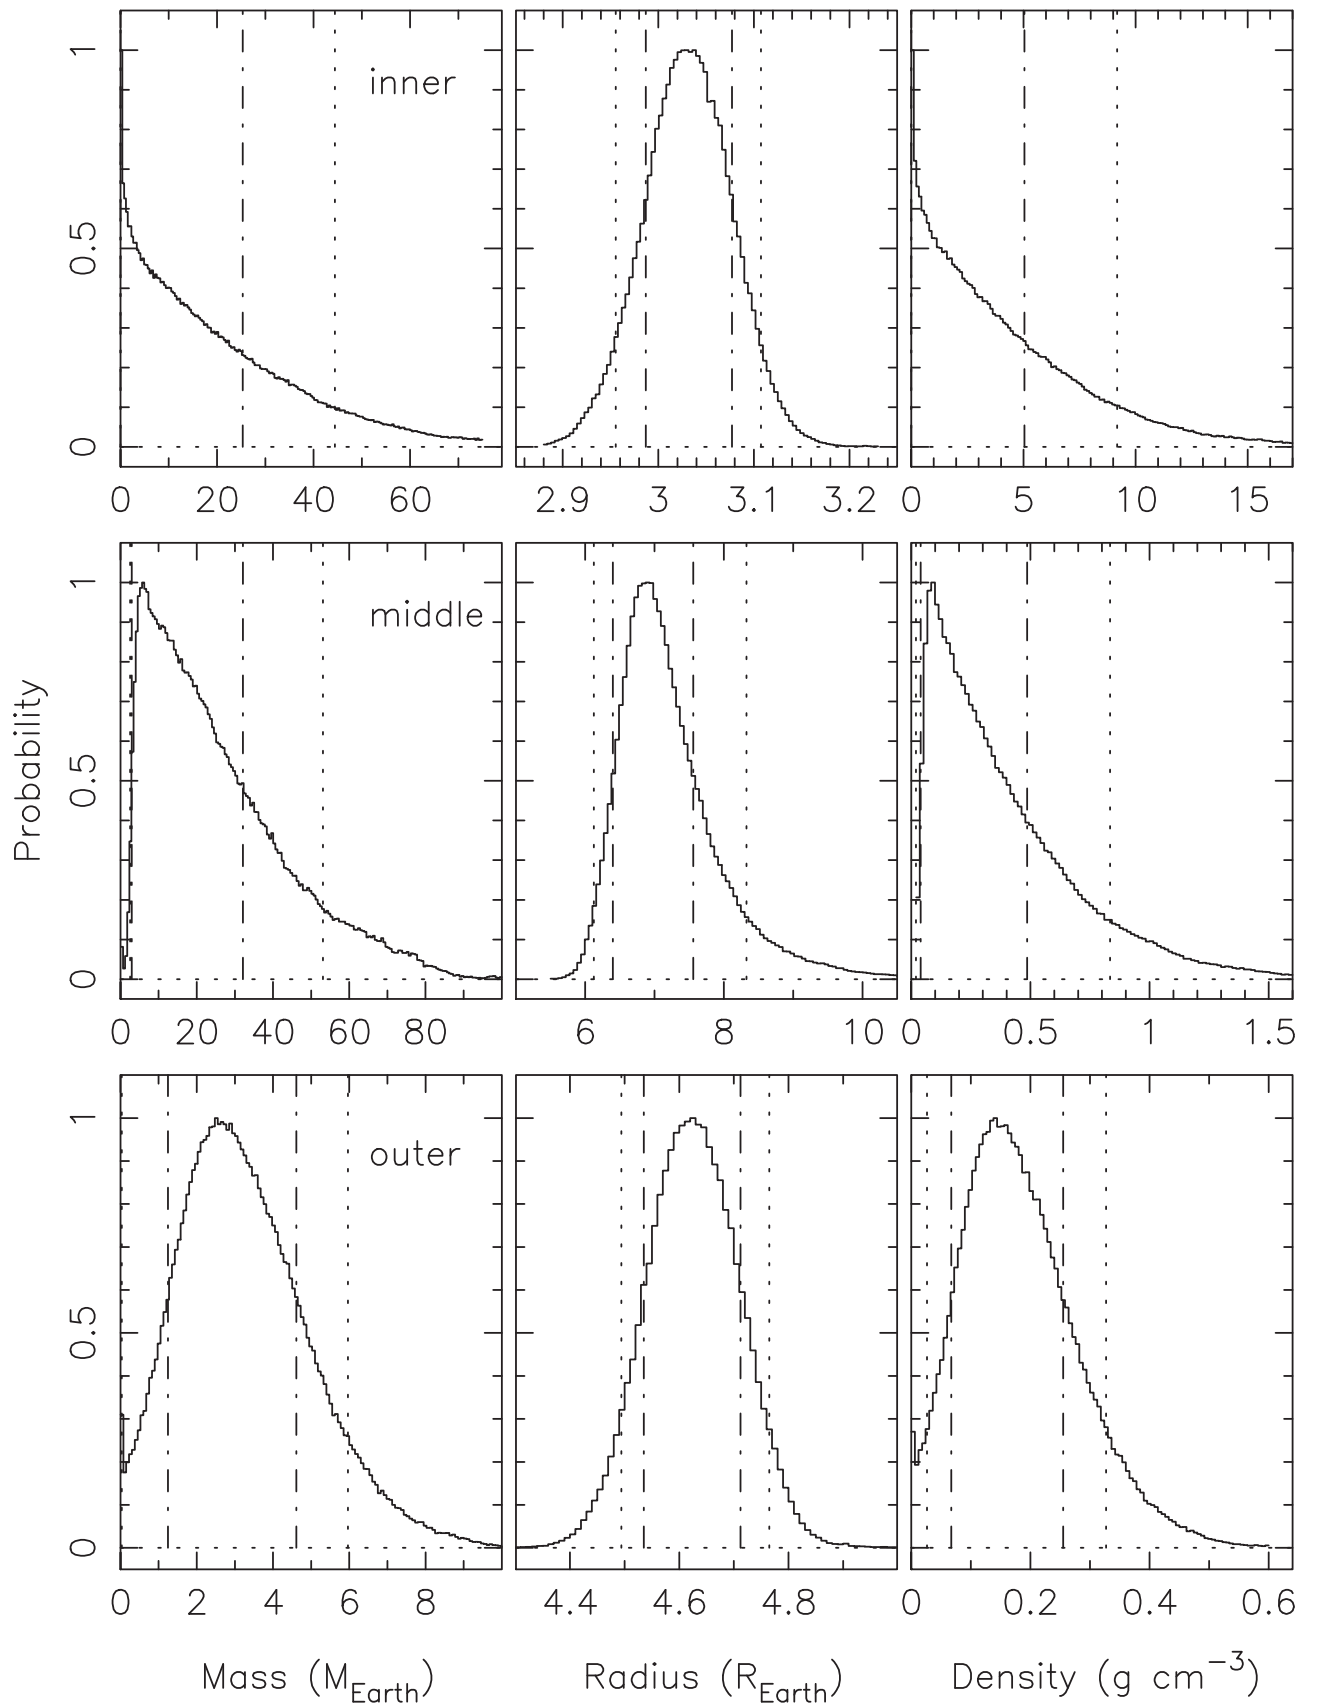 inner
1
0.5
0
0 20 40 60
2.9 3 3.1 3.2
0 5 10 15
middle
1
0.5
0
0 20 40 60 80
6 8 10
0 0.5 1 1.5
Probability
outer
1
0.5
0
0 2 4 6 8
4.4 4.6 4.8
0 0.2 0.4 0.6
Mass (M_Earth)
Radius (R_Earth)
Density (g cm⁻³)